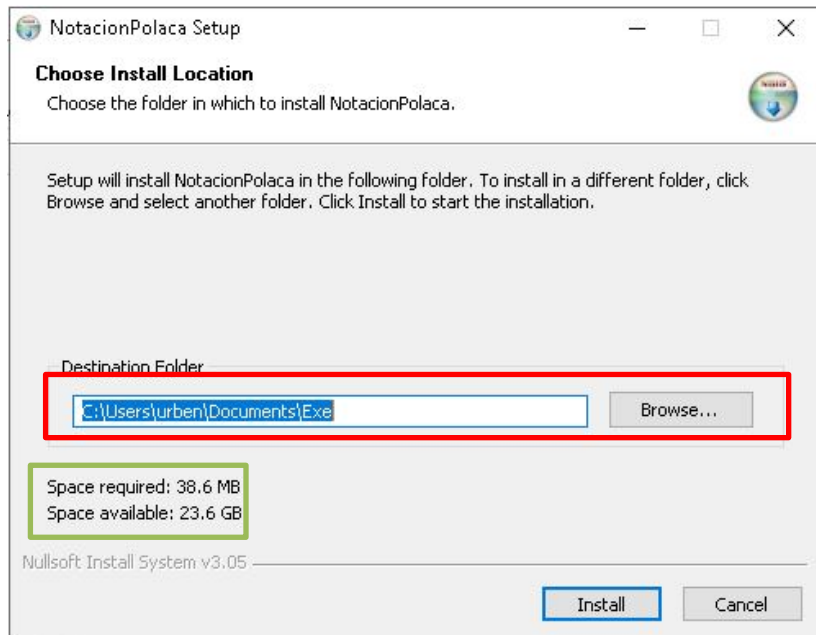 NotacionPolaca Setup
Choose Install Location
Choose the folder in which to install NotacionPolaca.
Setup will install NotacionPolaca in the following folder. To install in a different folder, click
Browse and select another folder. Click Install to start the installation.
Destination Folder
C:\Users\urben\Documents\Exe
Browse...
Space required: 38.6 MB
Space available: 23.6 GB
Nullsoft Install System v3.05
Install
Cancel